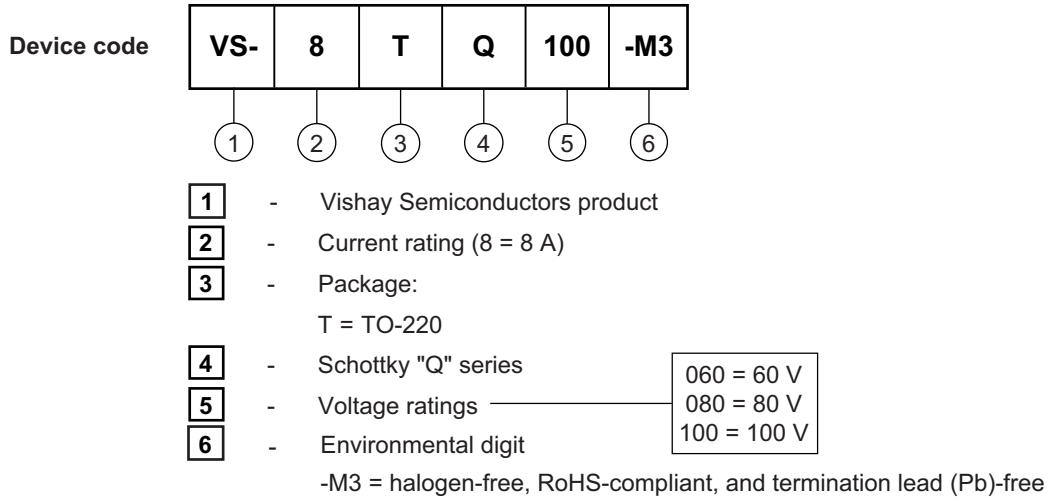 Device code VS- 8 T Q 100 -M3
1 2 3 4 5 6
1 - Vishay Semiconductors product
2 - Current rating (8 = 8 A)
3 - Package:
T = TO-220
4 - Schottky "Q" series
5 - Voltage ratings
060 = 60 V
080 = 80 V
100 = 100 V
6 - Environmental digit
-M3 = halogen-free, RoHS-compliant, and termination lead (Pb)-free